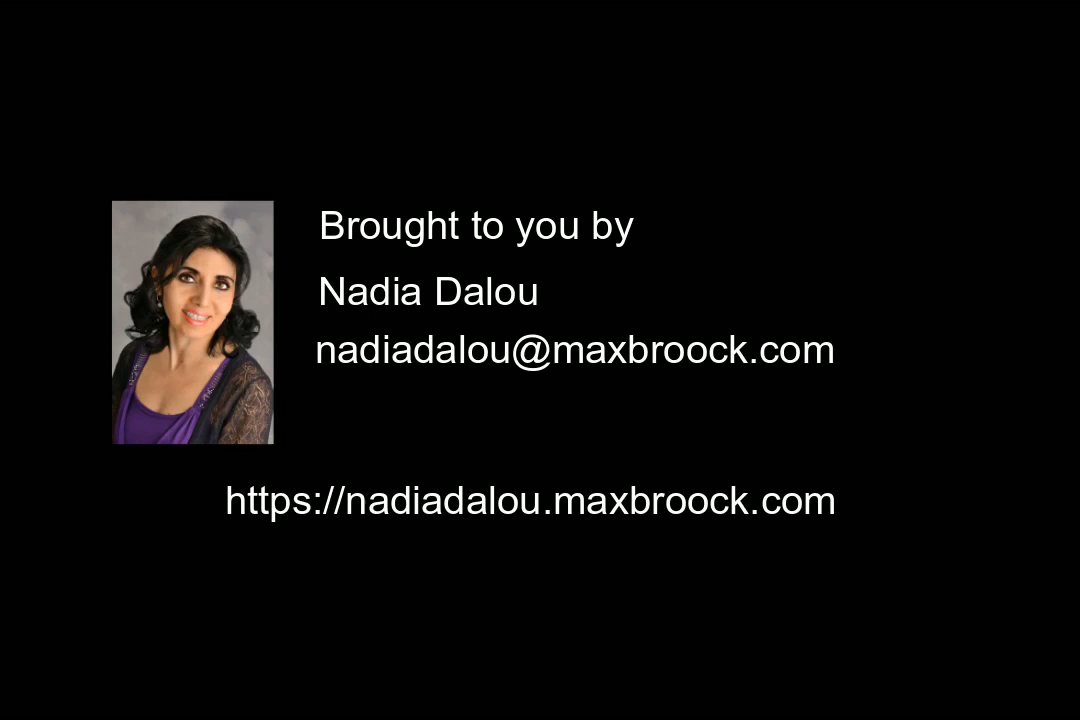 Brought to you by
Nadia Dalou
nadiadalou@maxbroock.com
https://nadiadalou.maxbroock.com